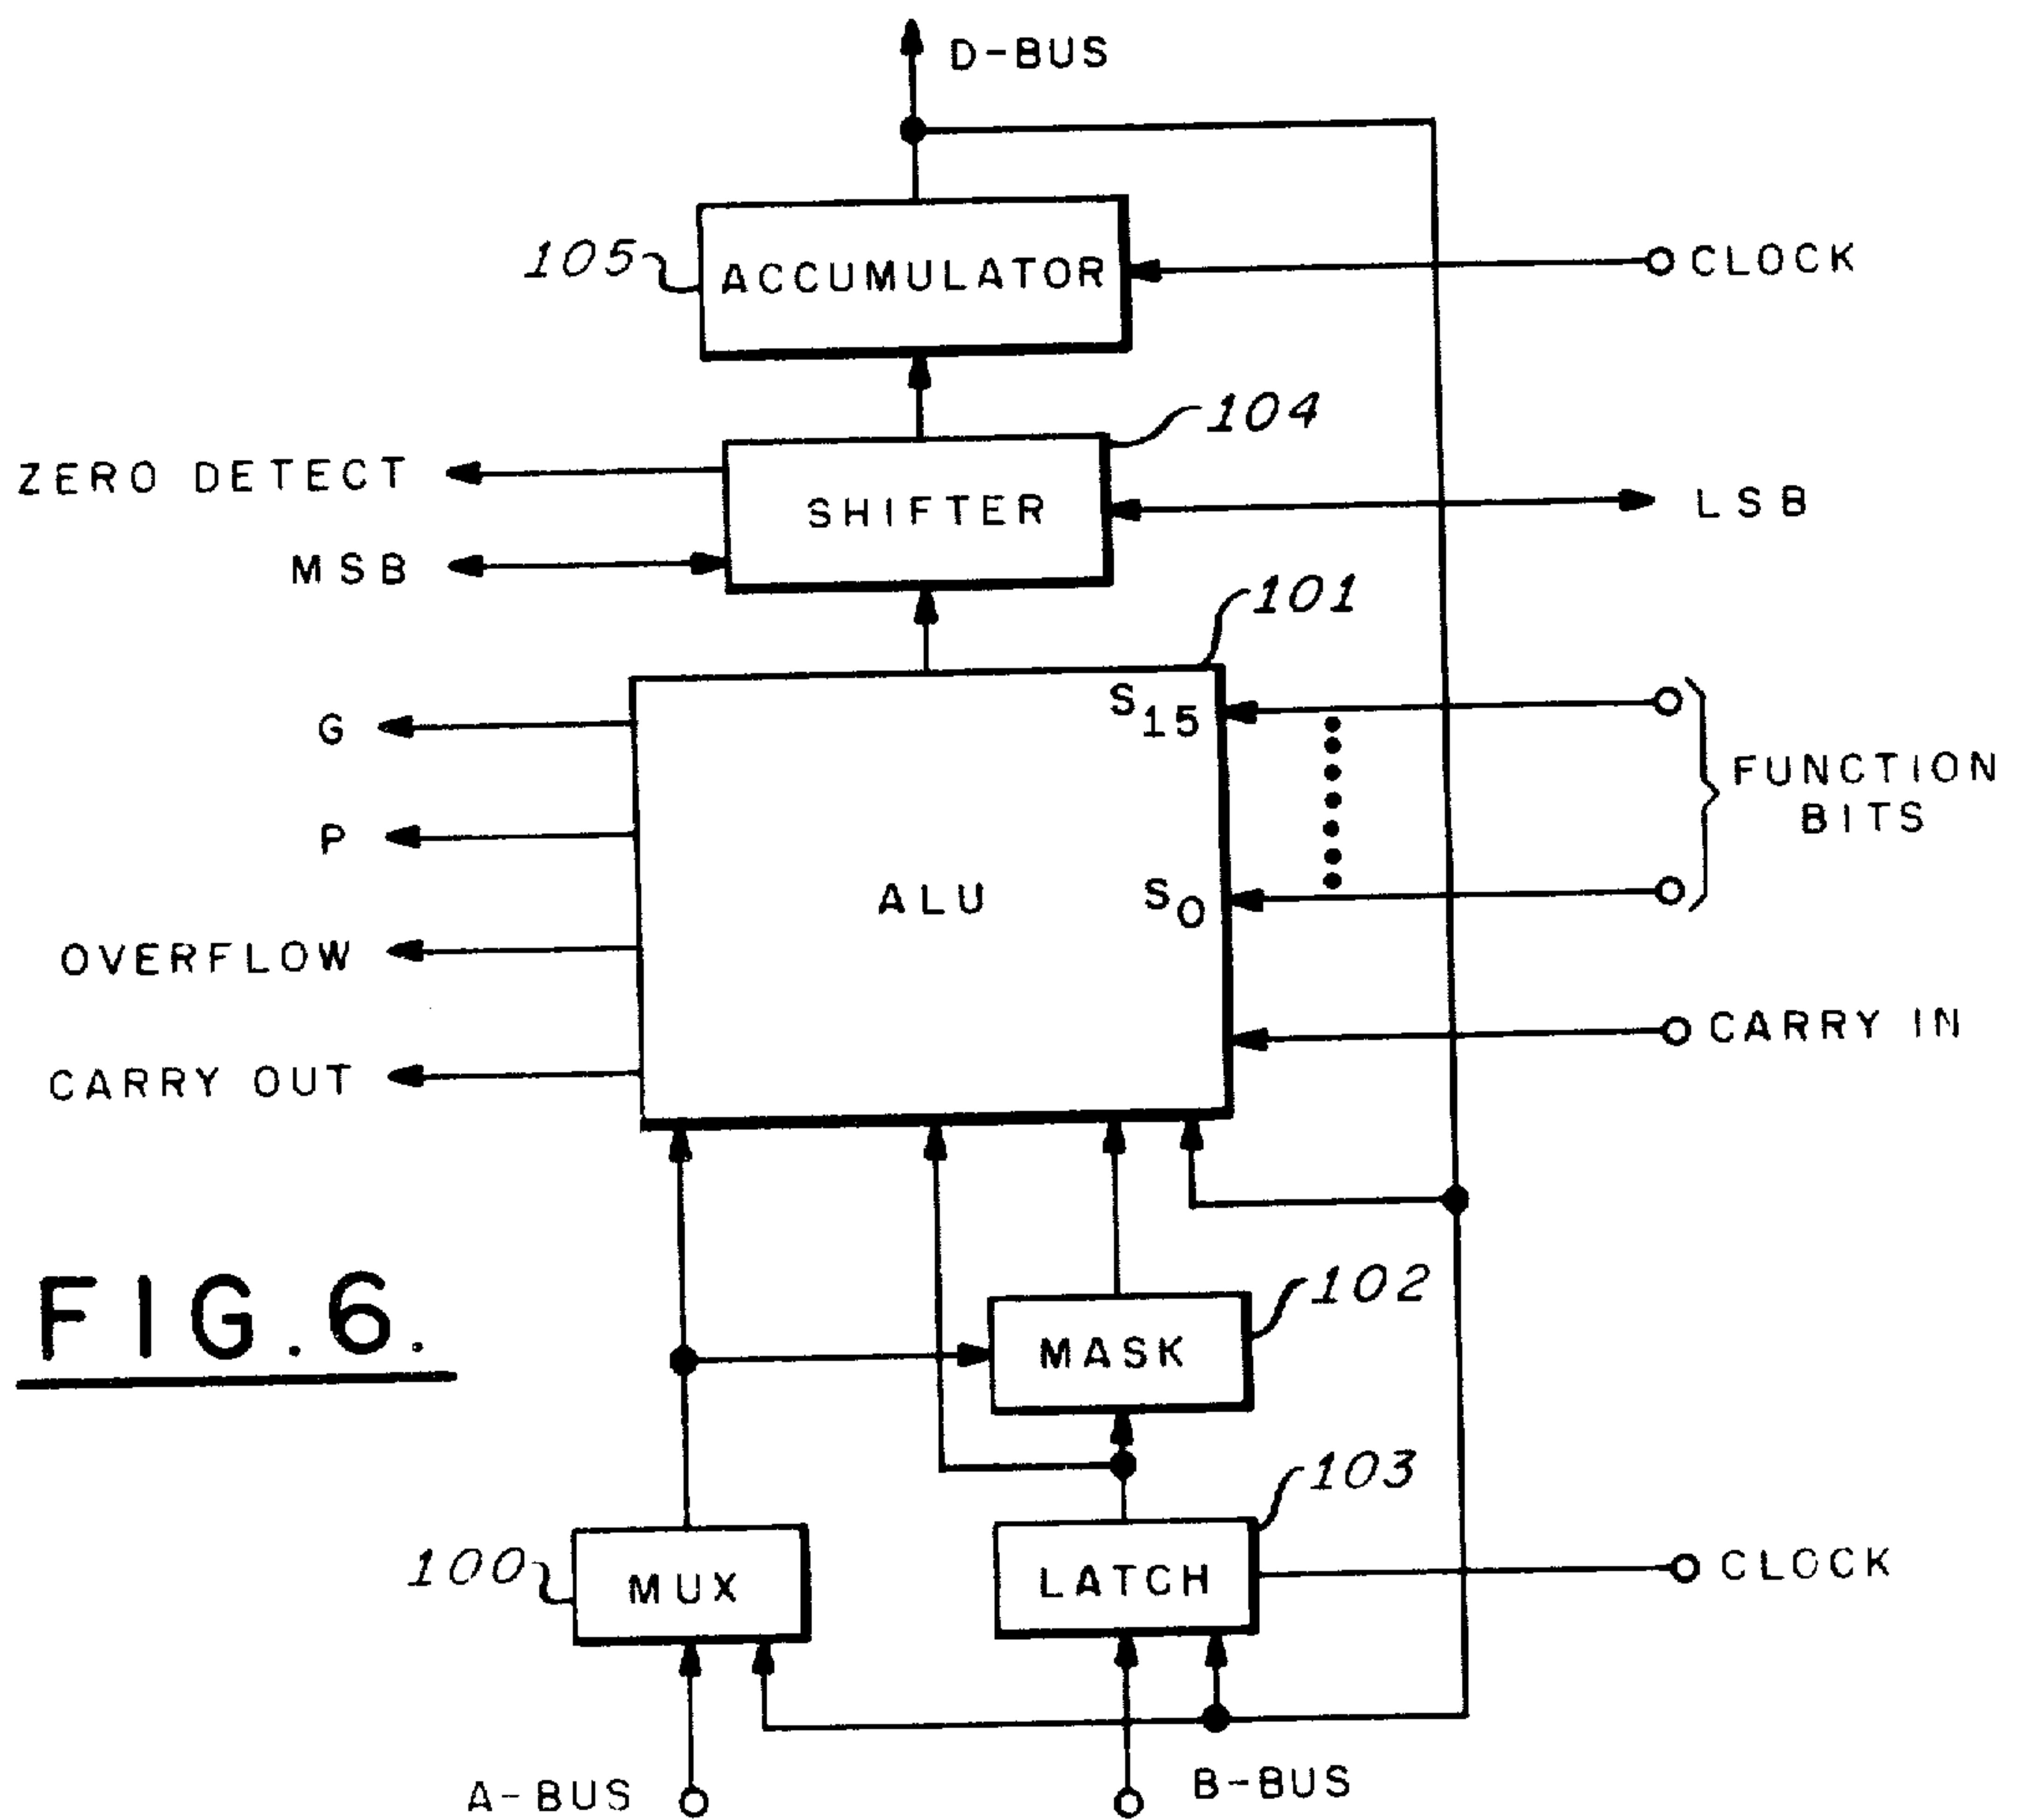 D-BUS
105
ACCUMULATOR
CLOCK
104
ZERO DETECT
SHIFTER
LSB
MSB
101
S15
G
FUNCTION
BITS
P
ALU
S0
OVERFLOW
CARRY IN
CARRY OUT
102
FIG.6.
MASK
103
100
MUX
LATCH
CLOCK
A-BUS
B-BUS